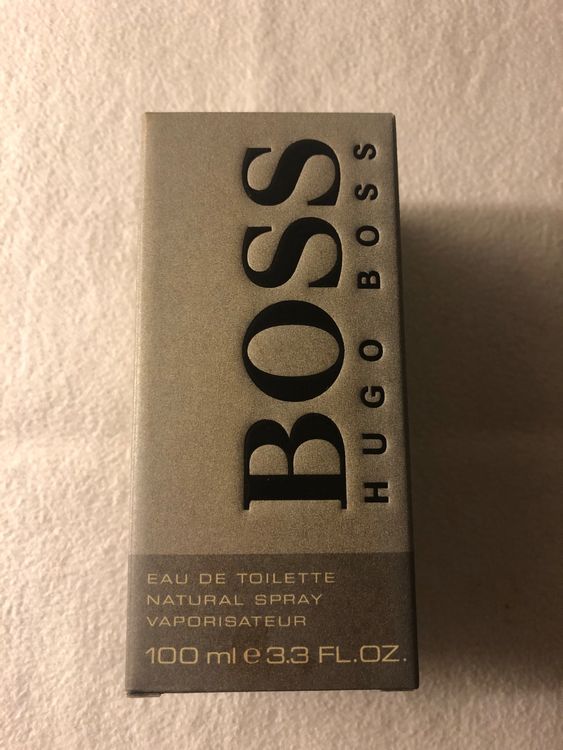 BOSS
HUGO BOSS
EAU DE TOILETTE
NATURAL SPRAY
VAPORISATEUR
100 ml e 3.3 FL.OZ.